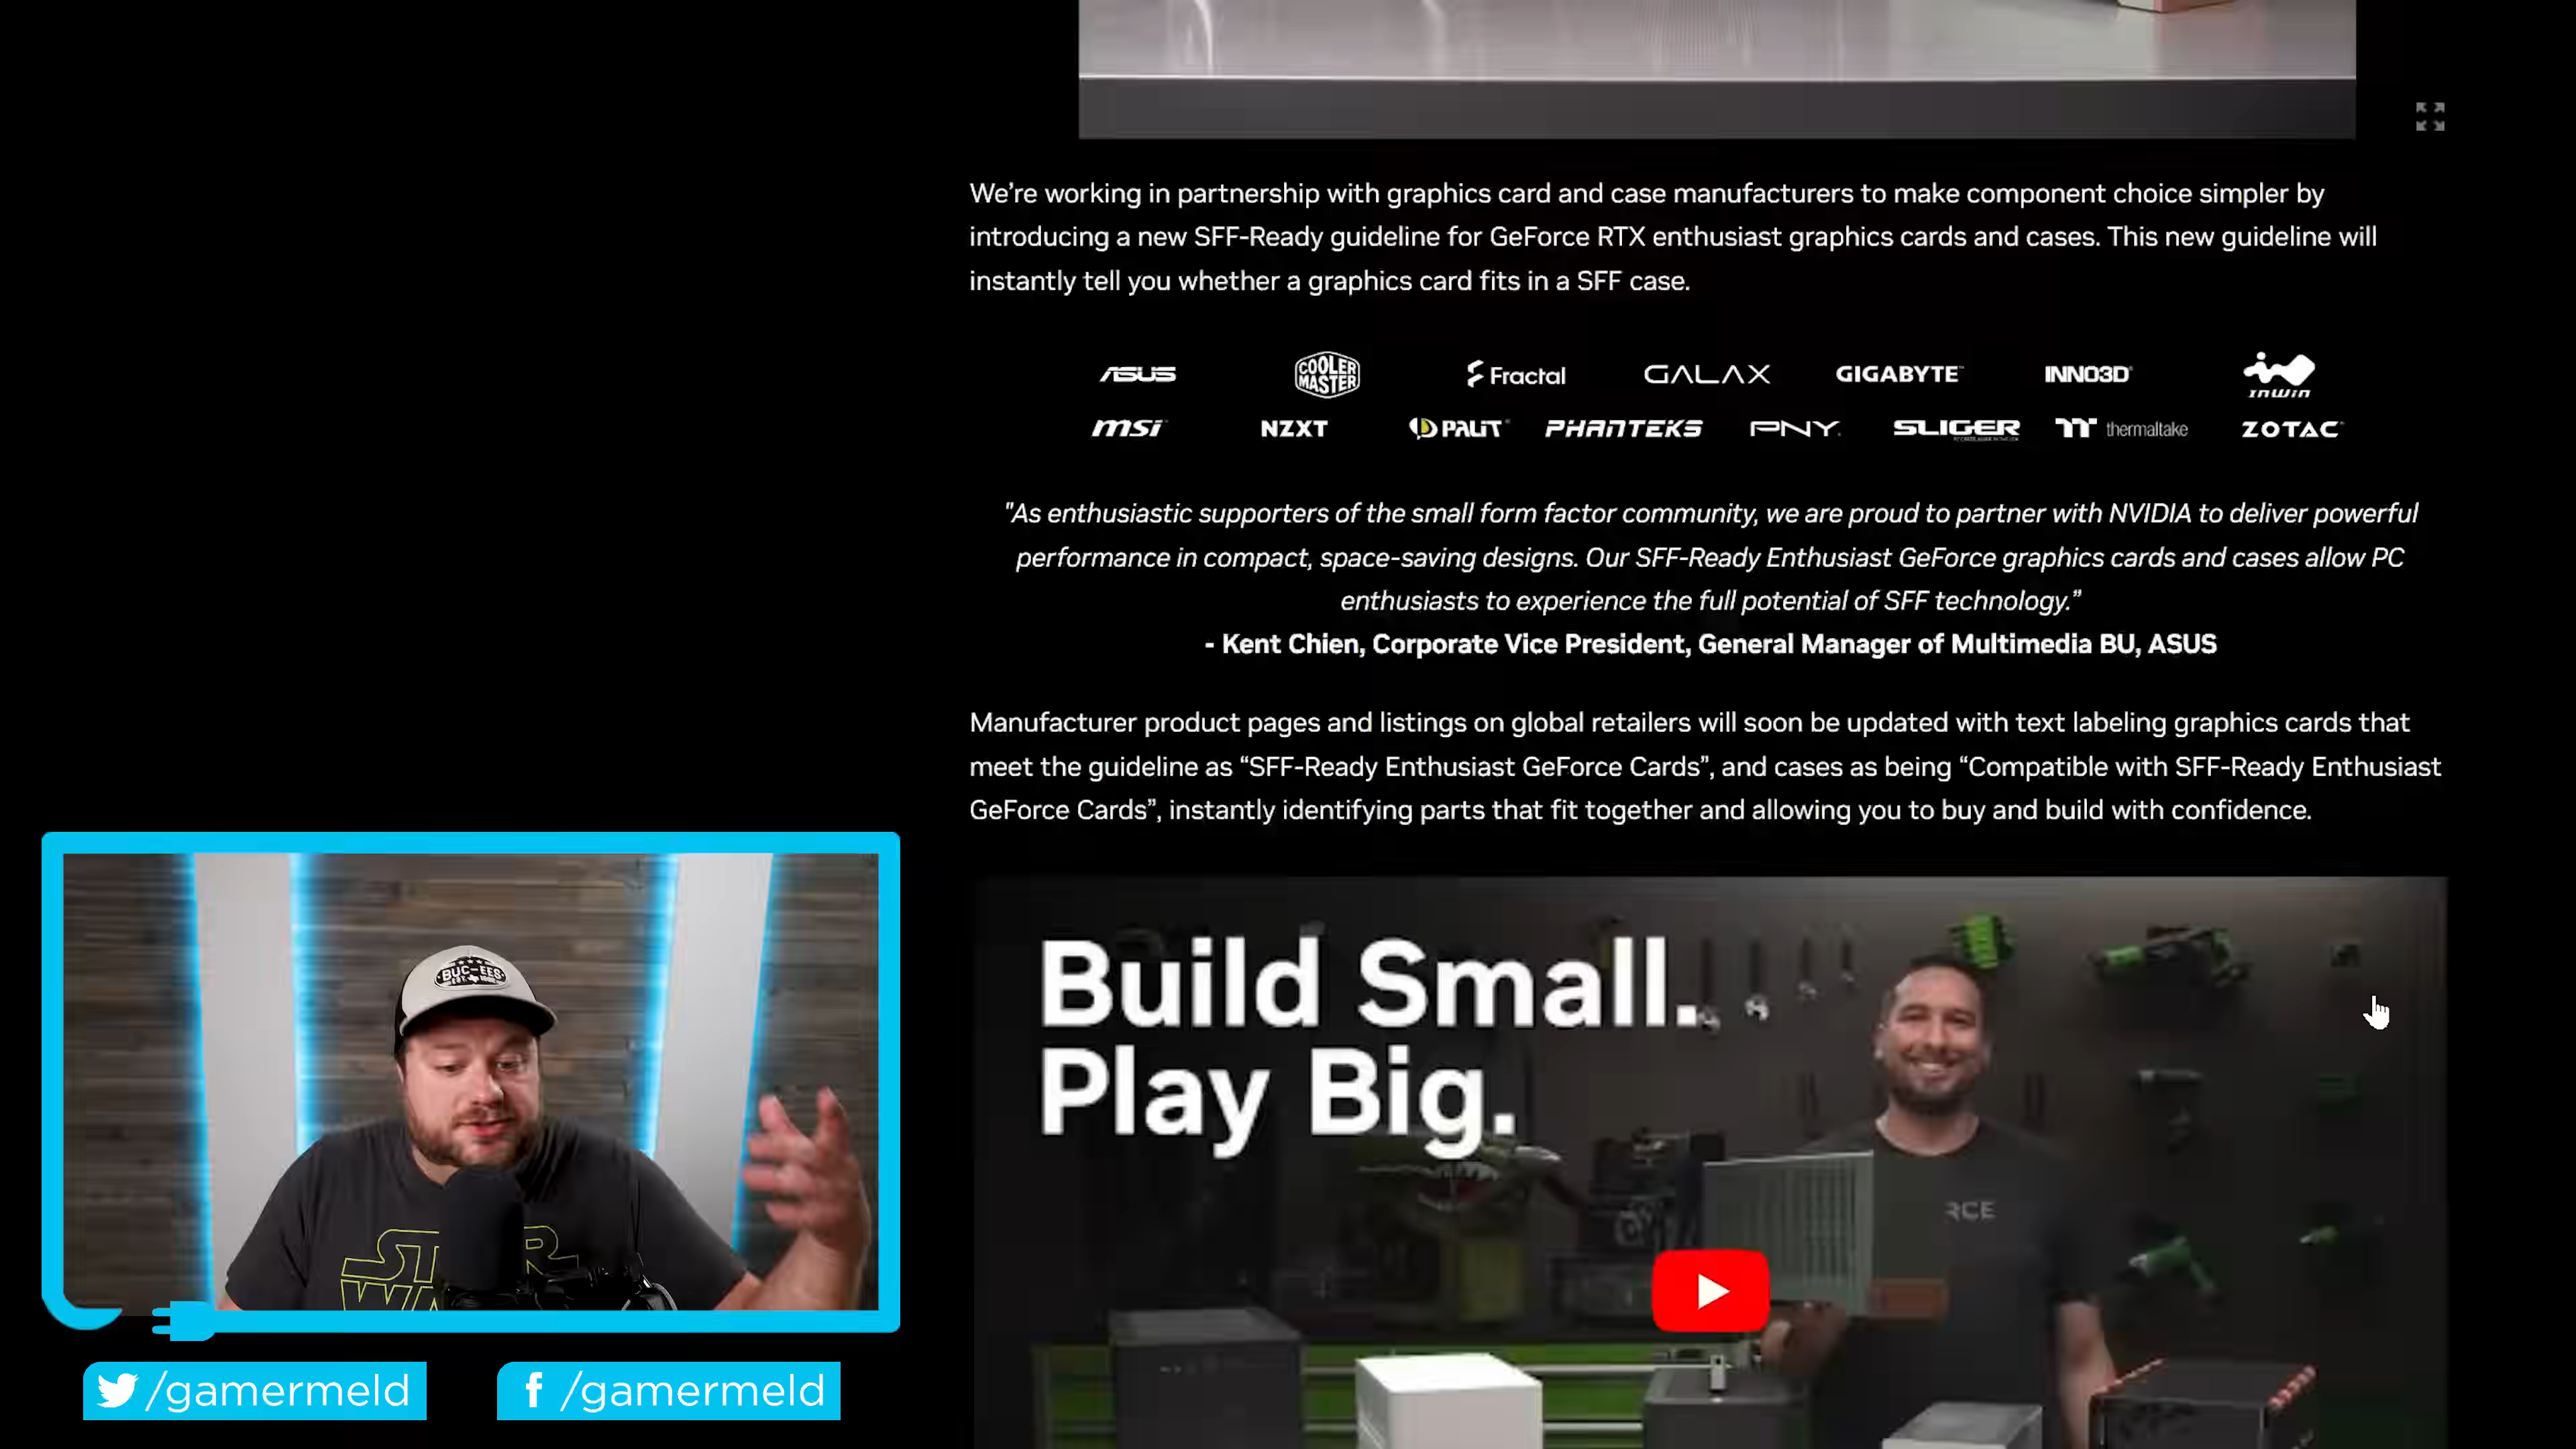 We're working in partnership with graphics card and case manufacturers to make component choice simpler by
introducing a new SFF-Ready guideline for GeForce RTX enthusiast graphics cards and cases. This new guideline will
instantly tell you whether a graphics card fits in a SFF case.
ASUS COOLER MASTER Fractal GALAX GIGABYTE INNO3D InWin
msi NZXT PALIT PHANTEKS PNY SLIGER thermaltake ZOTAC
"As enthusiastic supporters of the small form factor community, we are proud to partner with NVIDIA to deliver powerful
performance in compact, space-saving designs. Our SFF-Ready Enthusiast GeForce graphics cards and cases allow PC
enthusiasts to experience the full potential of SFF technology."
- Kent Chien, Corporate Vice President, General Manager of Multimedia BU, ASUS
Manufacturer product pages and listings on global retailers will soon be updated with text labeling graphics cards that
meet the guideline as “SFF-Ready Enthusiast GeForce Cards”, and cases as being “Compatible with SFF-Ready Enthusiast
GeForce Cards”, instantly identifying parts that fit together and allowing you to buy and build with confidence.
Build Small.
Play Big.
RCE
BUC-EES
ST R
WA
/gamermeld /gamermeld